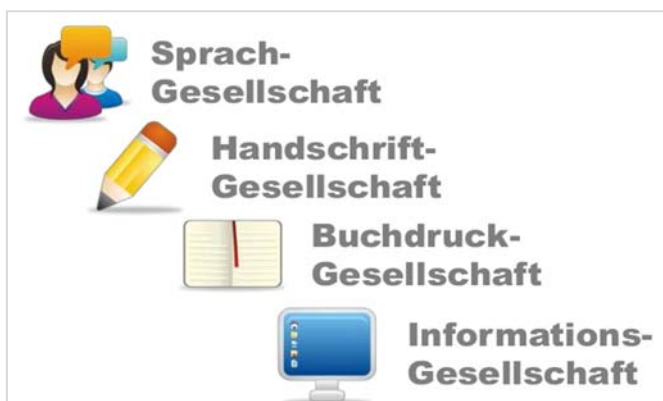 Sprach-
Gesellschaft
Handschrift-
Gesellschaft
Buchdruck-
Gesellschaft
Informations-
Gesellschaft